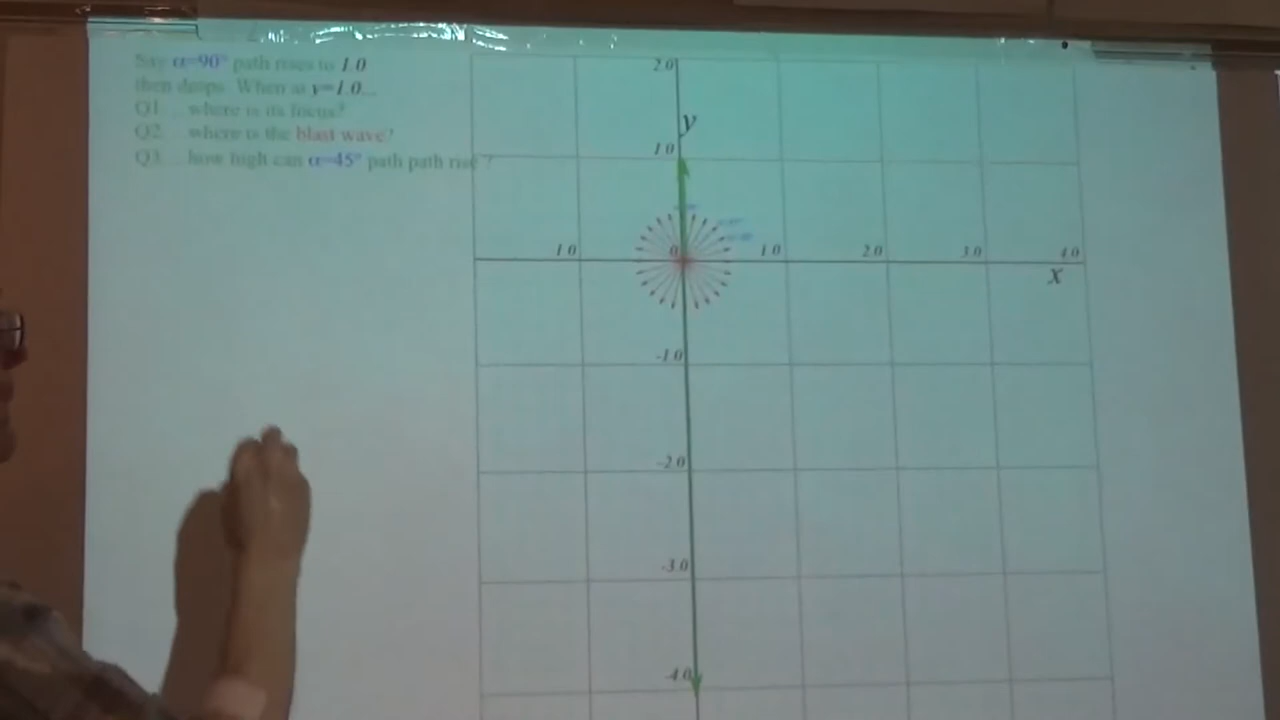 Say α=90° path rises to 1.0
then drops. When at y=1.0...
Q1. ...where is its focus?
Q2. ...where is the blast wave?
Q3. ...how high can α=45° path path rise ?
2.0
y
1.0
1.0 0 1.0 2.0 3.0 4.0
x
-1.0
-2.0
-3.0
-4.0